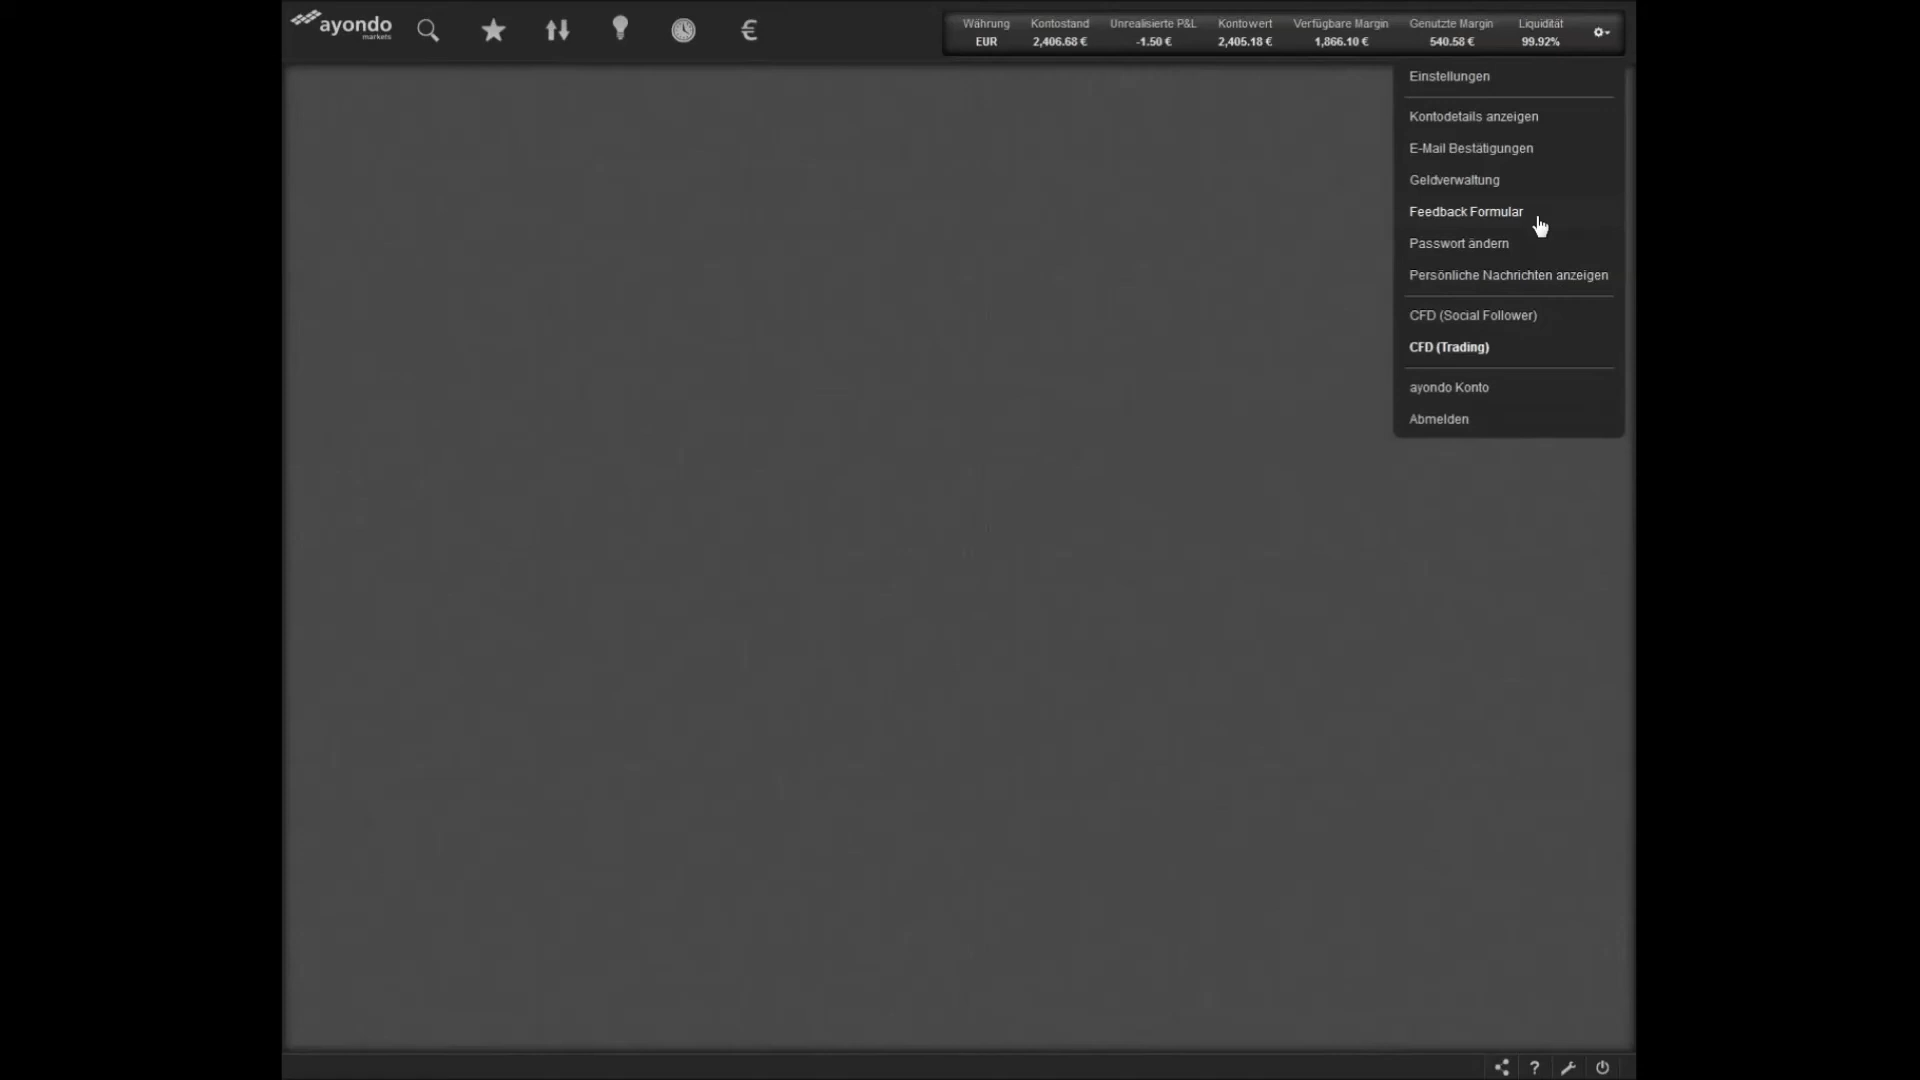 ayondo
markets
€
Währung Kontostand Unrealisierte P&L Kontowert Verfügbare Margin Genutzte Margin Liquidität
EUR 2,406.68 € -1.50 € 2,405.18 € 1,866.10 € 540.58 € 99.92%
Einstellungen
Kontodetails anzeigen
E-Mail Bestätigungen
Geldverwaltung
Feedback Formular
Passwort ändern
Persönliche Nachrichten anzeigen
CFD (Social Follower)
CFD (Trading)
ayondo Konto
Abmelden
?